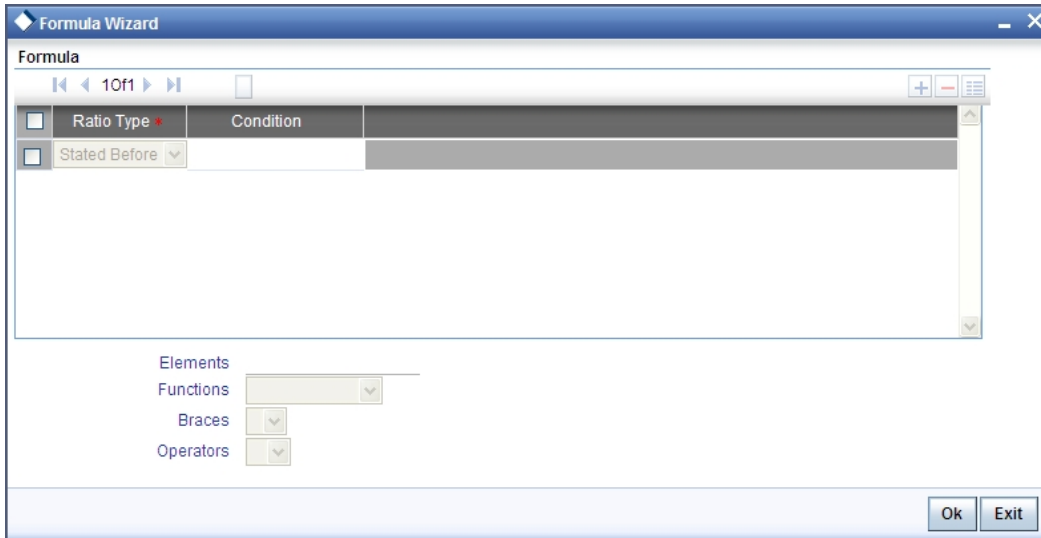 Formula Wizard
Formula
1Of1
Ratio Type * Condition
Stated Before
Elements
Functions
Braces
Operators
Ok Exit